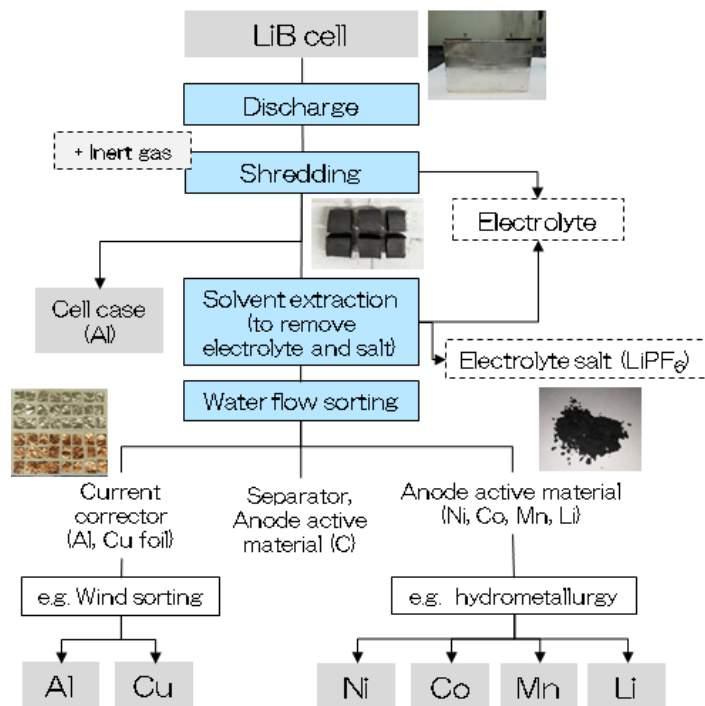 LiB cell
Discharge
+ Inert gas
Shredding
Electrolyte
Cell case
(Al)
Solvent extraction
(to remove
electrolyte and salt)
Electrolyte salt (LiPF₆)
Water flow sorting
Current
corrector
(Al, Cu foil)
Separator,
Anode active
material (C)
Anode active material
(Ni, Co, Mn, Li)
e.g. Wind sorting
e.g. hydrometallurgy
Al
Cu
Ni
Co
Mn
Li